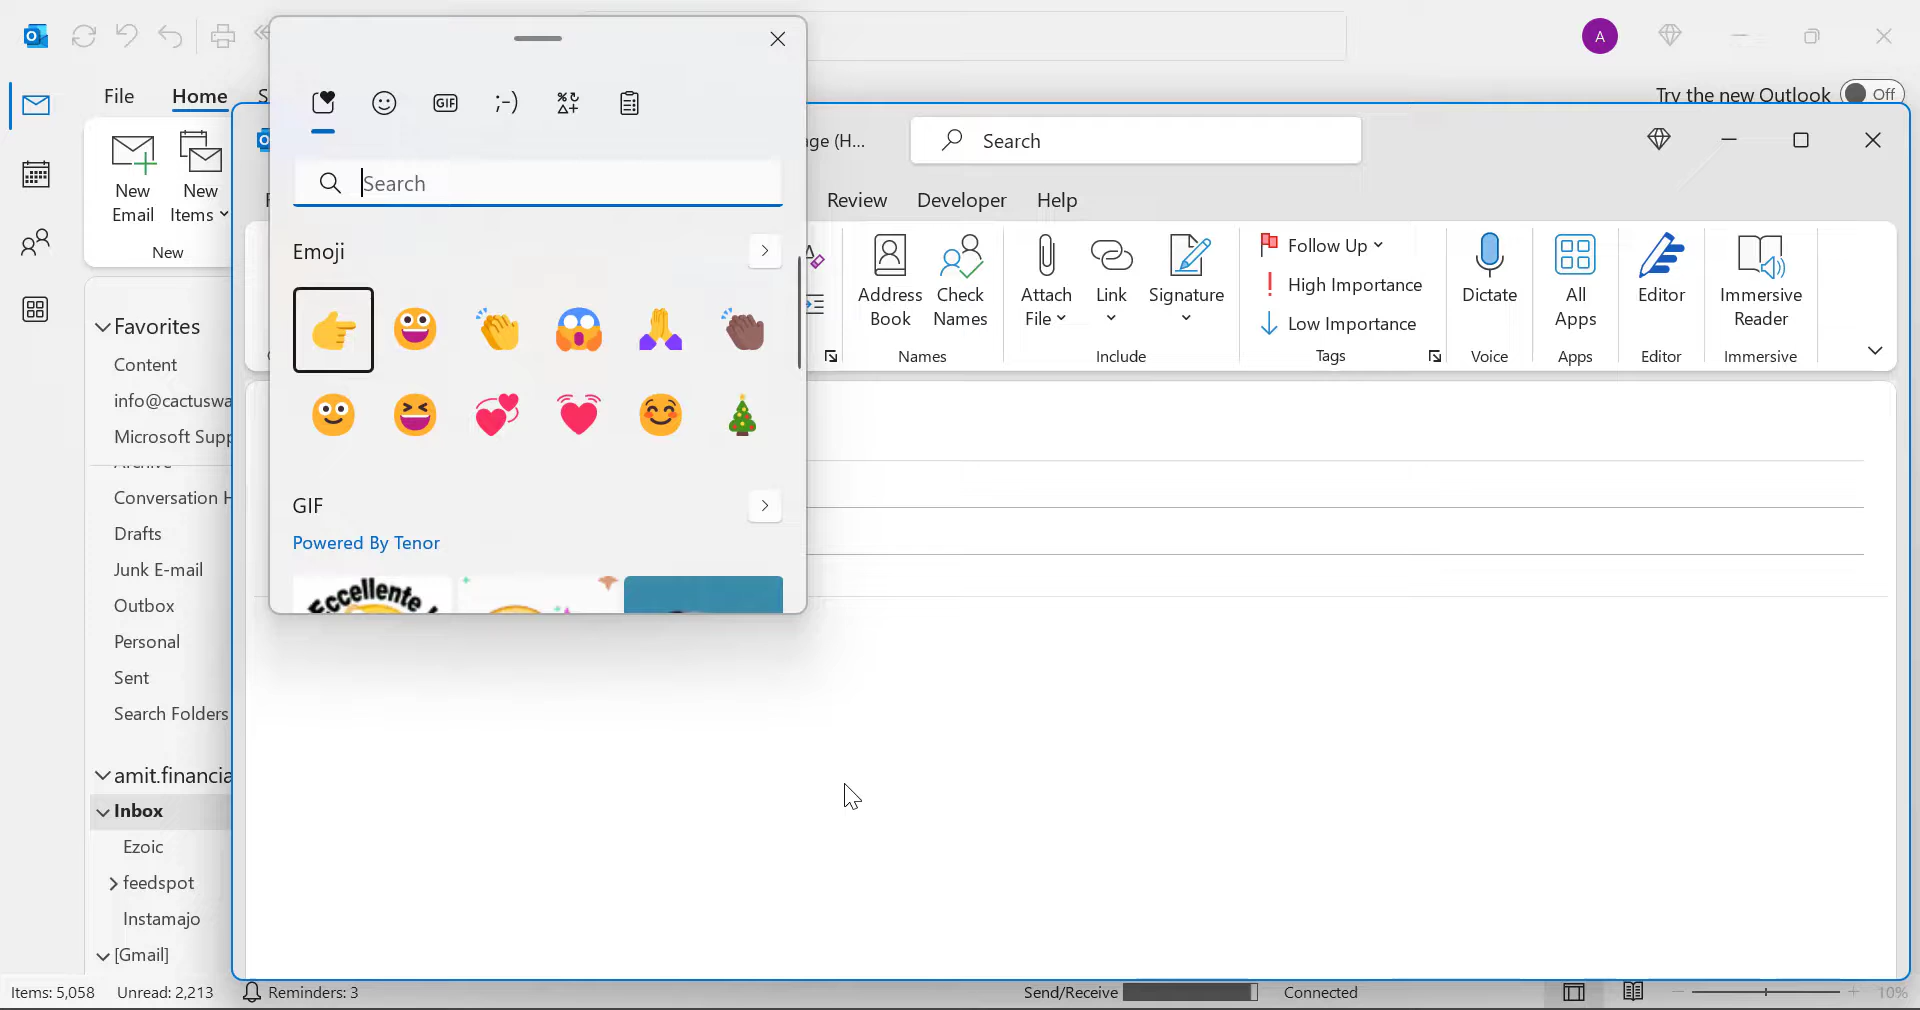 A
File
Home
Try the new Outlook
Off
New Email
New Items
New
Favorites
Content
info@cactuswa
Microsoft Supp
Archive
Conversation H
Drafts
Junk E-mail
Outbox
Personal
Sent
Search Folders
amit.financia
Inbox
Ezoic
feedspot
Instamajo
[Gmail]
GIF
;-)
Search
Emoji
GIF
Powered By Tenor
Eccellente
ge (H...
Search
Review
Developer
Help
Address Book
Check Names
Names
Attach File
Link
Signature
Include
Follow Up
High Importance
Low Importance
Tags
Dictate
Voice
All Apps
Apps
Editor
Editor
Immersive Reader
Immersive
Items: 5,058
Unread: 2,213
Reminders: 3
Send/Receive
Connected
10%